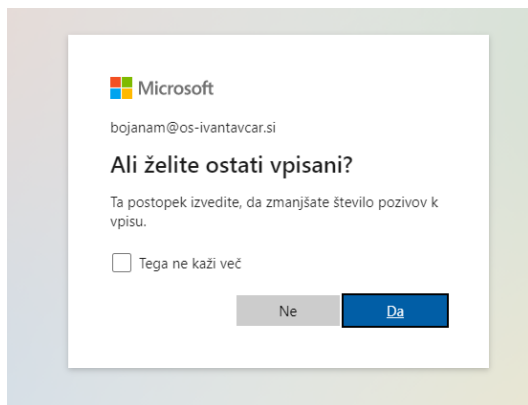 Microsoft
bojanam@os-ivantavcar.si
Ali želite ostati vpisani?
Ta postopek izvedite, da zmanjšate število pozivov k
vpisu.
Tega ne kaži več
Ne
Da